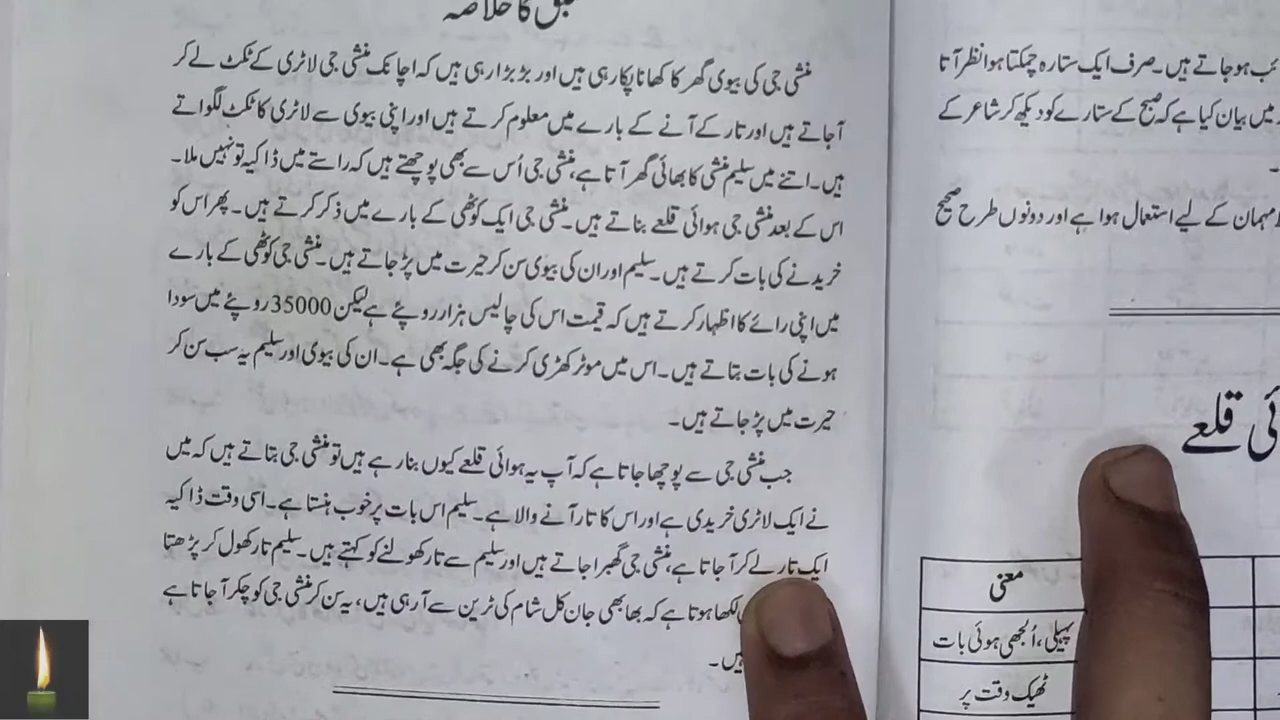 سبق کا خلاصہ
منشی جی کی بیوی گھر کا کھانا پکا رہی ہیں اور بڑبڑا رہی ہیں کہ اچانک منشی جی لاٹری کے ٹکٹ لے کر
آجاتے ہیں اور تار کے آنے کے بارے میں معلوم کرتے ہیں اور اپنی بیوی سے لاٹری کا ٹکٹ لگواتے
ہیں۔ اتنے میں سلیم منشی کا بھائی گھر آتا ہے، منشی جی اُس سے بھی پوچھتے ہیں کہ راستے میں ڈاکیہ تو نہیں ملا۔
اس کے بعد منشی جی ہوائی قلعے بناتے ہیں۔ منشی جی ایک کوٹھی کے بارے میں ذکر کرتے ہیں۔ پھر اس کو
خریدنے کی بات کرتے ہیں۔ سلیم اور ان کی بیوی سن کر حیرت میں پڑ جاتے ہیں۔ منشی جی کوٹھی کے بارے
میں اپنی رائے کا اظہار کرتے ہیں کہ قیمت اس کی چالیس ہزار روپئے ہے لیکن 35000 روپئے میں سودا
ہونے کی بات بتاتے ہیں۔ اس میں موٹر کھڑی کرنے کی جگہ بھی ہے۔ ان کی بیوی اور سلیم یہ سب سن کر
حیرت میں پڑ جاتے ہیں۔
جب منشی جی سے پوچھا جاتا ہے کہ آپ یہ ہوائی قلعے کیوں بنا رہے ہیں تو منشی جی بتاتے ہیں کہ میں
نے ایک لاٹری خریدی ہے اور اس کا تار آنے والا ہے۔ سلیم اس بات پر خوب ہنستا ہے۔ اسی وقت ڈاکیہ
ایک تار لے کر آجاتا ہے، منشی جی گھبرا جاتے ہیں اور سلیم سے تار کھولنے کو کہتے ہیں۔ سلیم تار کھول کر پڑھتا
لکھا ہوتا ہے کہ بھابھی جان کل شام کی ٹرین سے آرہی ہیں، یہ سن کر منشی جی کو چکر آجاتا ہے
ہیں۔
ئب ہوجاتے ہیں۔ صرف ایک ستارہ چمکتا ہوا نظر آتا
میں بیان کیا ہے کہ صبح کے ستارے کو دیکھ کر شاعر کے
مہمان کے لیے استعمال ہوا ہے اور دونوں طرح صحیح
ئی قلعے
معنی
پہیلی، اُلجھی ہوئی بات
ٹھیک وقت پر